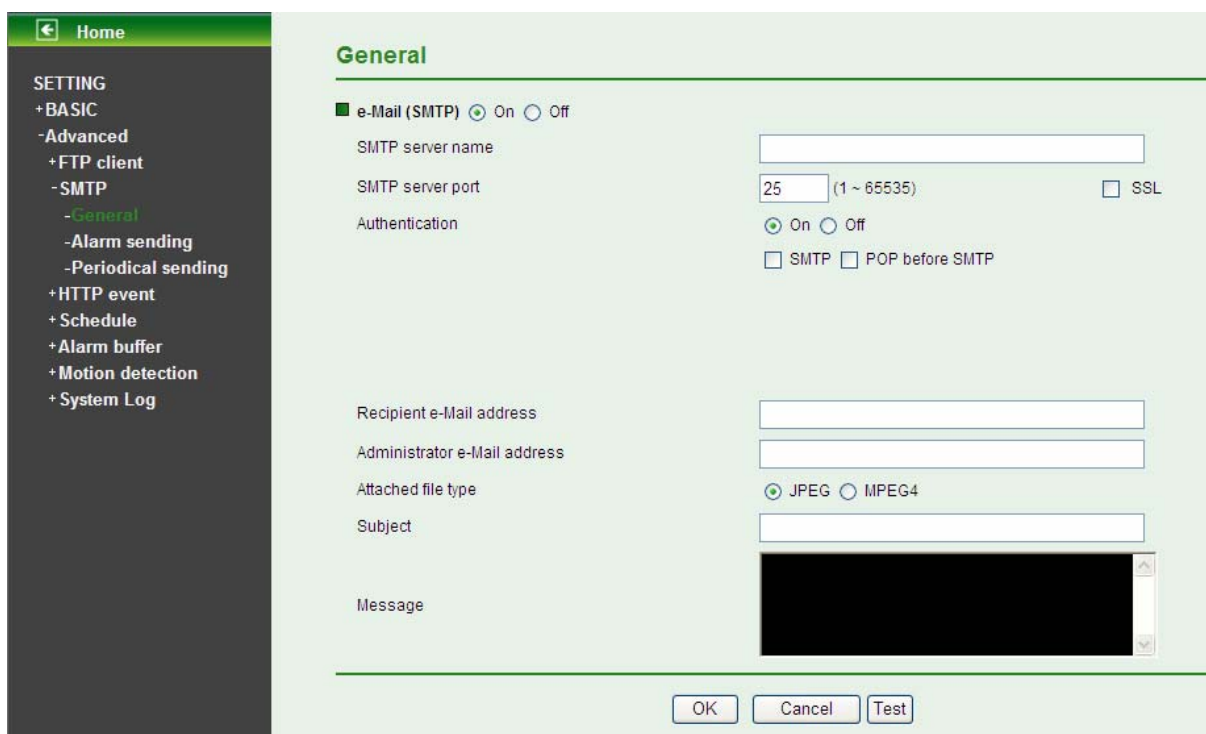 Home
SETTING
+BASIC
-Advanced
+FTP client
-SMTP
-General
-Alarm sending
-Periodical sending
+HTTP event
+Schedule
+Alarm buffer
+Motion detection
+System Log
General
e-Mail (SMTP) On Off
SMTP server name
SMTP server port 25 (1 ~ 65535) SSL
Authentication On Off
SMTP POP before SMTP
Recipient e-Mail address
Administrator e-Mail address
Attached file type JPEG MPEG4
Subject
Message
OK Cancel Test